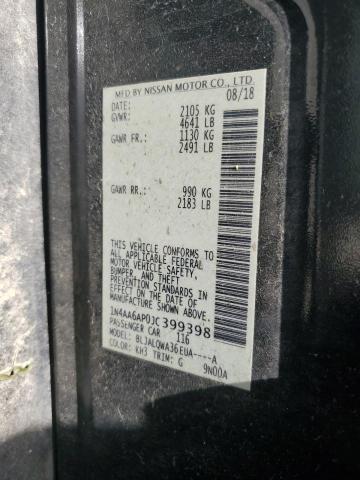 MFD BY NISSAN MOTOR CO., LTD.
DATE: 08/18
GVWR: 2105 KG
4641 LB
GAWR FR.: 1130 KG
2491 LB
GAWR RR.: 990 KG
2183 LB
THIS VEHICLE CONFORMS TO
ALL APPLICABLE FEDERAL
MOTOR VEHICLE SAFETY,
BUMPER, AND THEFT
PREVENTION STANDARDS IN
EFFECT ON THE DATE OF
MANUFACTURE SHOWN ABOVE.
1N4AA6AP0JC399398
PASSENGER CAR 116
MODEL: BLJALQWA36EUA----A
COLOR: KH3 TRIM: G 9N00A